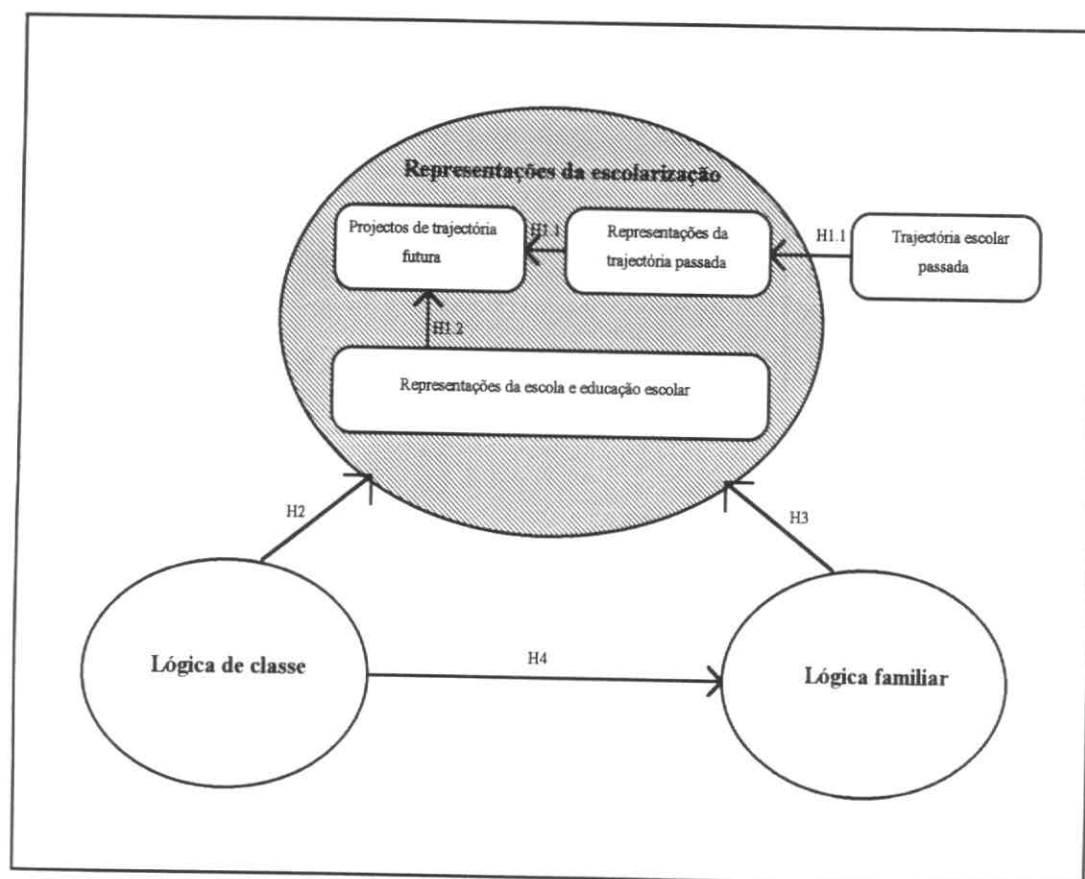 Representações da escolarização
Projectos de trajectória
futura
H1.1
Representações da
trajectória passada
H1.1
Trajectória escolar
passada
H1.2
Representações da escola e educação escolar
H2
H3
Lógica de classe
H4
Lógica familiar